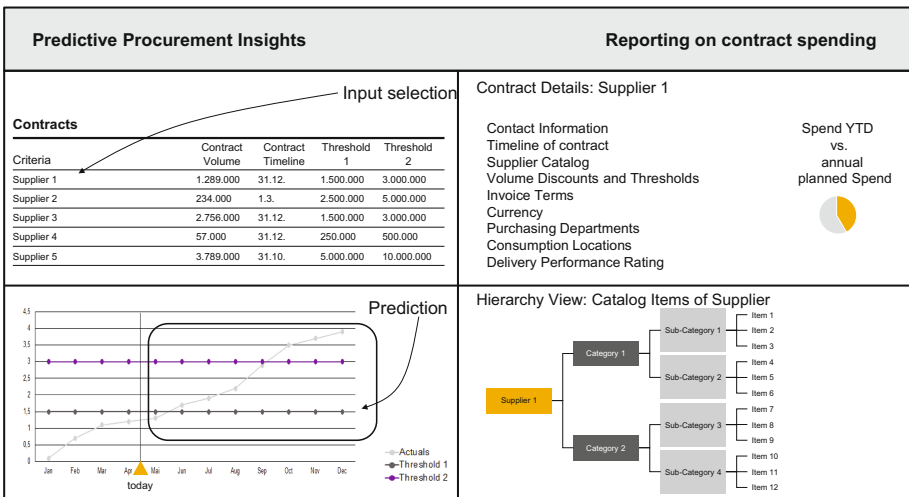 Predictive Procurement Insights
Reporting on contract spending
Input selection
Contracts
Criteria Contract Volume Contract Timeline Threshold 1 Threshold 2
Supplier 1 1.289.000 31.12. 1.500.000 3.000.000
Supplier 2 234.000 1.3. 2.500.000 5.000.000
Supplier 3 2.756.000 31.12. 1.500.000 3.000.000
Supplier 4 57.000 31.12. 250.000 500.000
Supplier 5 3.789.000 31.10. 5.000.000 10.000.000
Contract Details: Supplier 1
Contact Information
Timeline of contract
Supplier Catalog
Volume Discounts and Thresholds
Invoice Terms
Currency
Purchasing Departments
Consumption Locations
Delivery Performance Rating
Spend YTD
vs.
annual
planned Spend
Prediction
4,5
4
3,5
3
2,5
2
1,5
1
0,5
0
Jan Feb Mar Apr Mai Jun Jul Aug Sep Oct Nov Dec
today
Actuals
Threshold 1
Threshold 2
Hierarchy View: Catalog Items of Supplier
Supplier 1
Category 1
Category 2
Sub-Category 1
Sub-Category 2
Sub-Category 3
Sub-Category 4
Item 1
Item 2
Item 3
Item 4
Item 5
Item 6
Item 7
Item 8
Item 9
Item 10
Item 11
Item 12